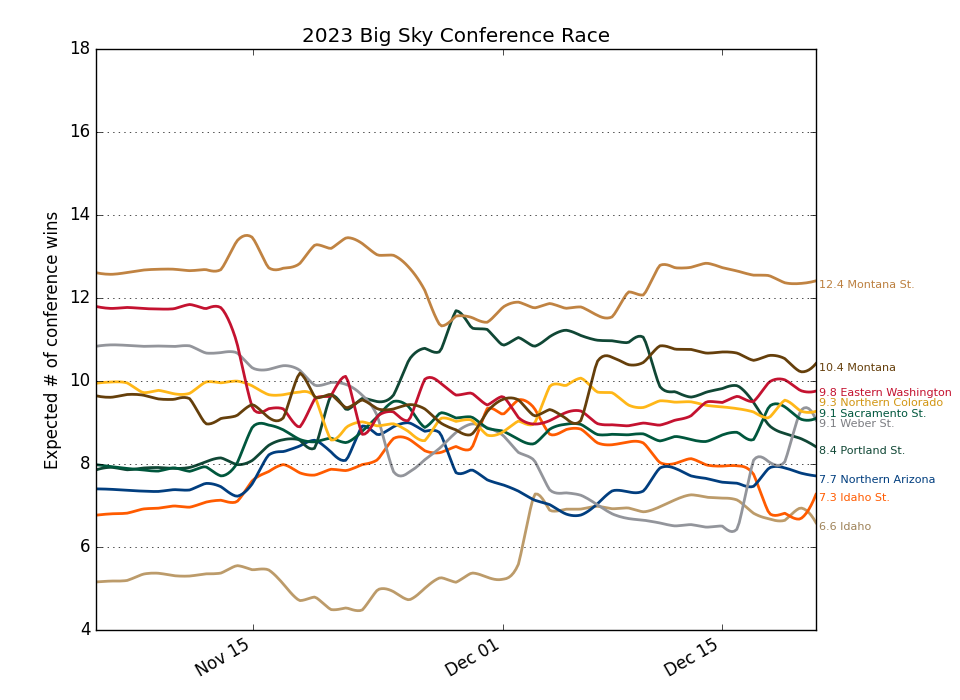 2023 Big Sky Conference Race
Expected # of conference wins
18
16
14
12
10
8
6
4
Nov 15
Dec 01
Dec 15
12.4 Montana St.
10.4 Montana
9.8 Eastern Washington
9.3 Northern Colorado
9.1 Sacramento St.
9.1 Weber St.
8.4 Portland St.
7.7 Northern Arizona
7.3 Idaho St.
6.6 Idaho